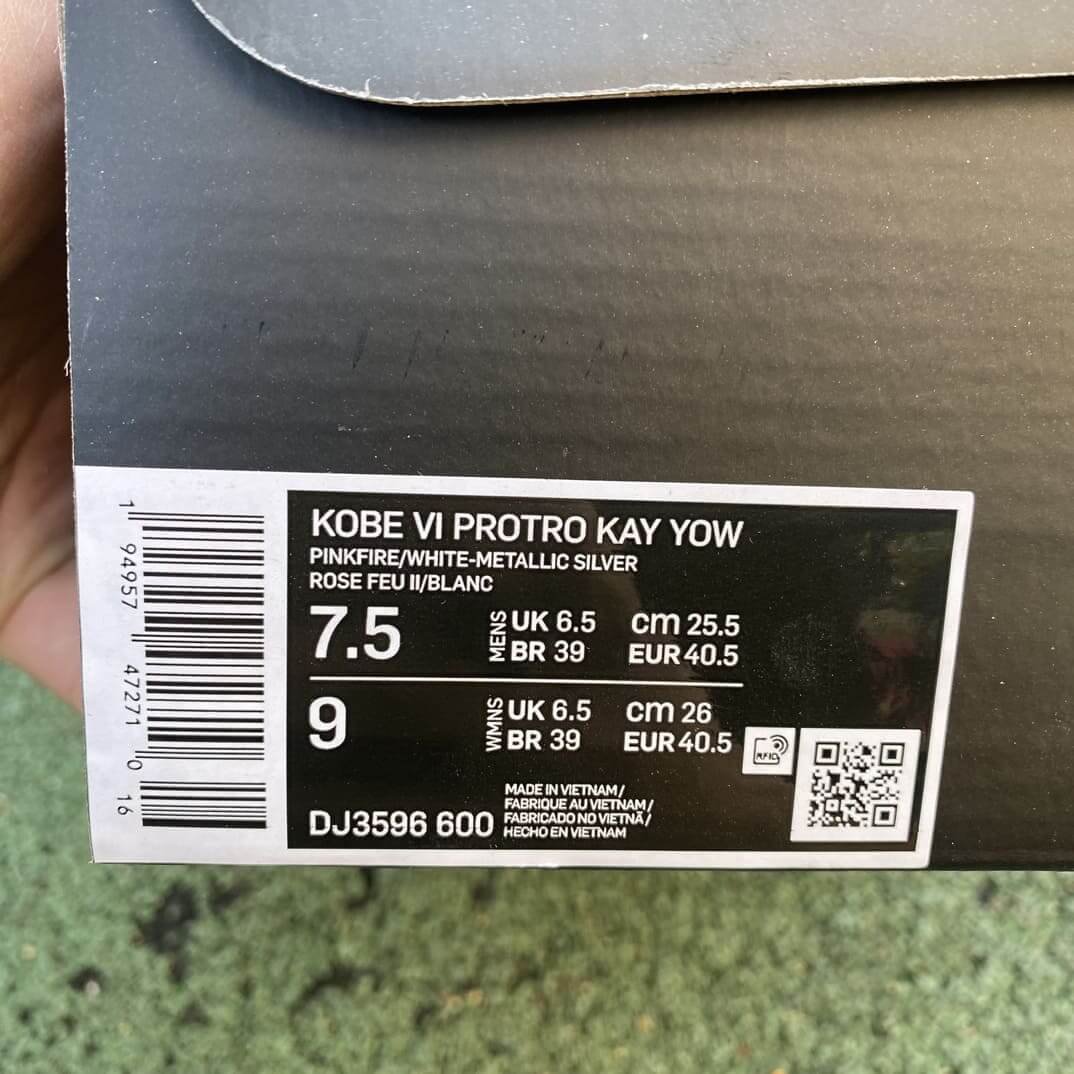 KOBE VI PROTRO KAY YOW
PINKFIRE/WHITE-METALLIC SILVER
ROSE FEU II/BLANC
7.5 MENS UK 6.5 cm 25.5
BR 39 EUR 40.5
9 WMNS UK 6.5 cm 26
BR 39 EUR 40.5
RFID
MADE IN VIETNAM/
FABRIQUE AU VIETNAM/
FABRICADO NO VIETNÃ/
HECHO EN VIETNAM
DJ3596 600
1 94957 47271 0 16